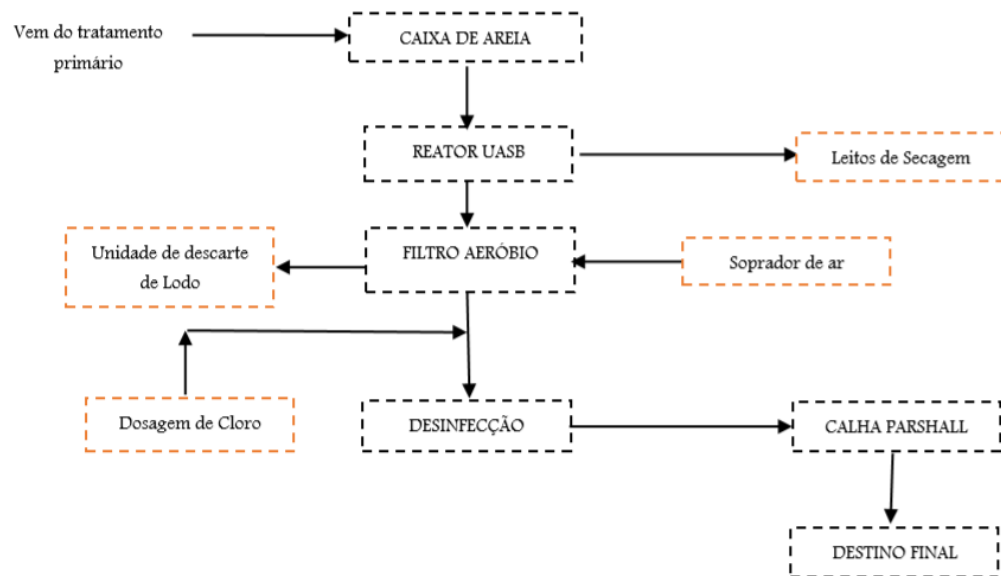 Vem do tratamento
primário
CAIXA DE AREIA
REATOR UASB
Leitos de Secagem
Unidade de descarte
de Lodo
FILTRO AERÓBIO
Soprador de ar
Dosagem de Cloro
DESINFECÇÃO
CALHA PARSHALL
DESTINO FINAL